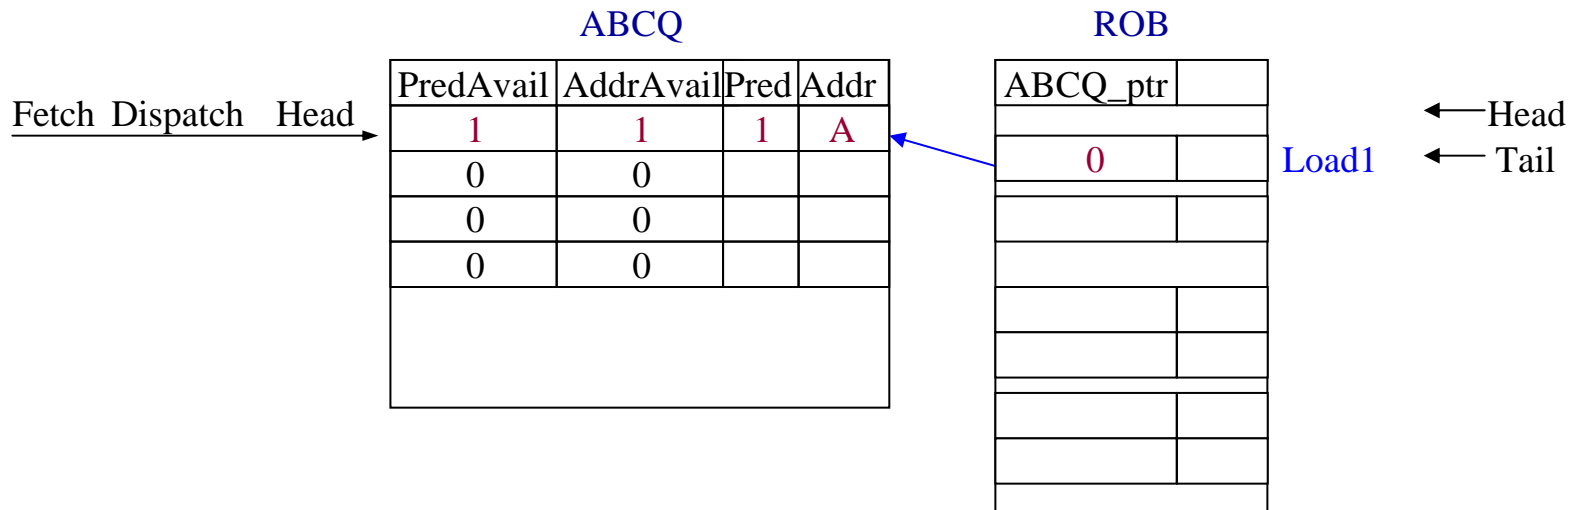 ABCQ ROB
PredAvail AddrAvail Pred Addr ABCQ_ptr
Fetch Dispatch Head 1 1 1 A Head
0 0 0 Load1 Tail
0 0
0 0